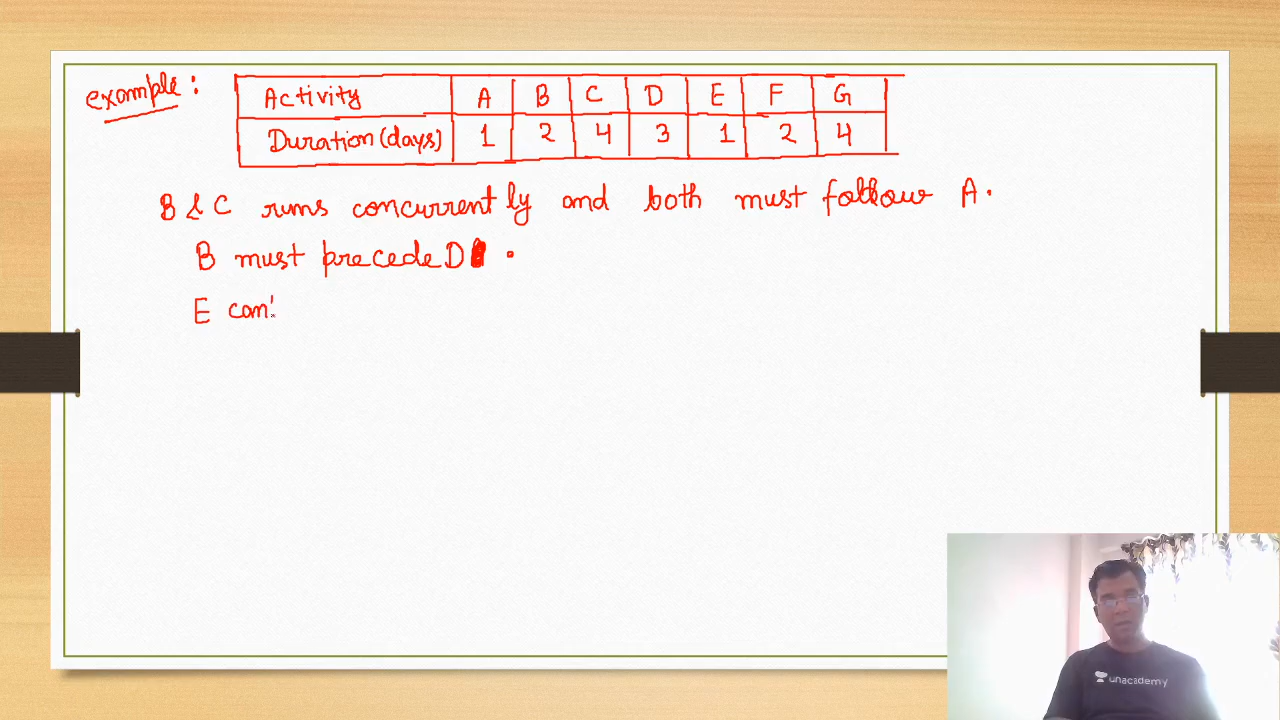 example:
Activity A B C D E F G
Duration (days) 1 2 4 3 1 2 4
B & C runs concurrently and both must follow A.
B must precede D .
E can'
unacademy